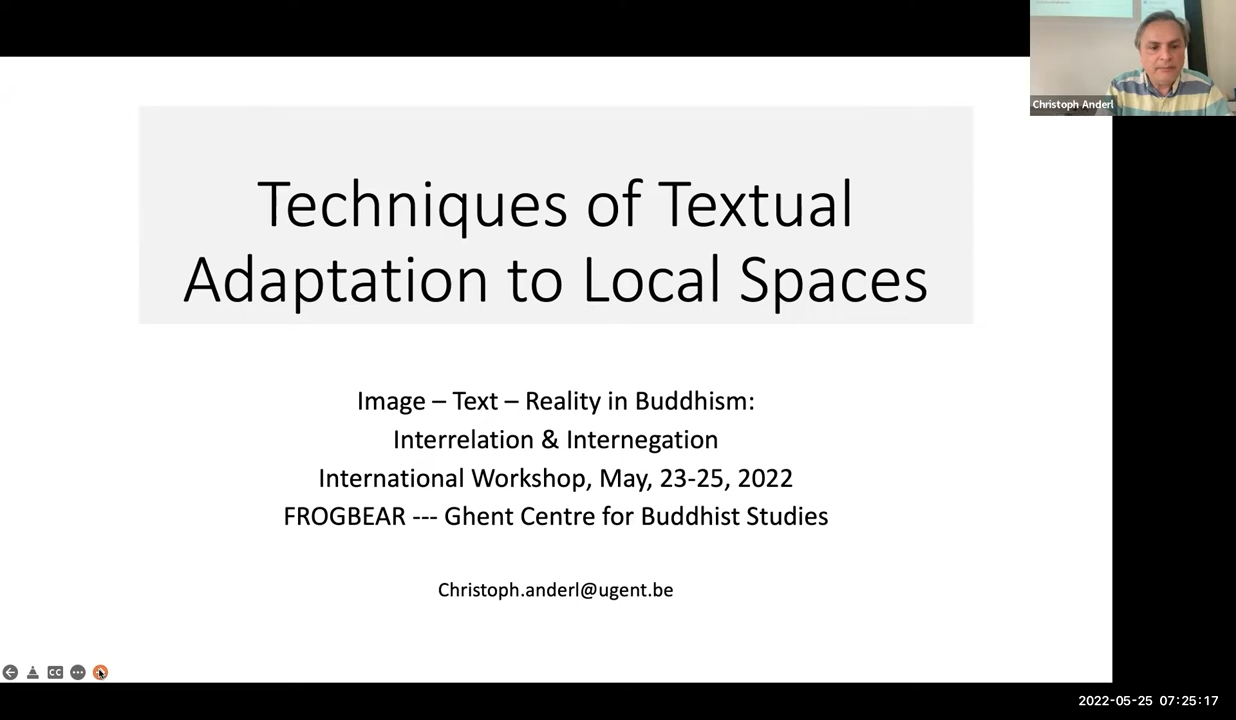 Techniques of Textual
Adaptation to Local Spaces
Image – Text – Reality in Buddhism:
Interrelation & Internegation
International Workshop, May, 23-25, 2022
FROGBEAR --- Ghent Centre for Buddhist Studies
Christoph.anderl@ugent.be
Christoph Anderl
CC
2022-05-25 07:25:17